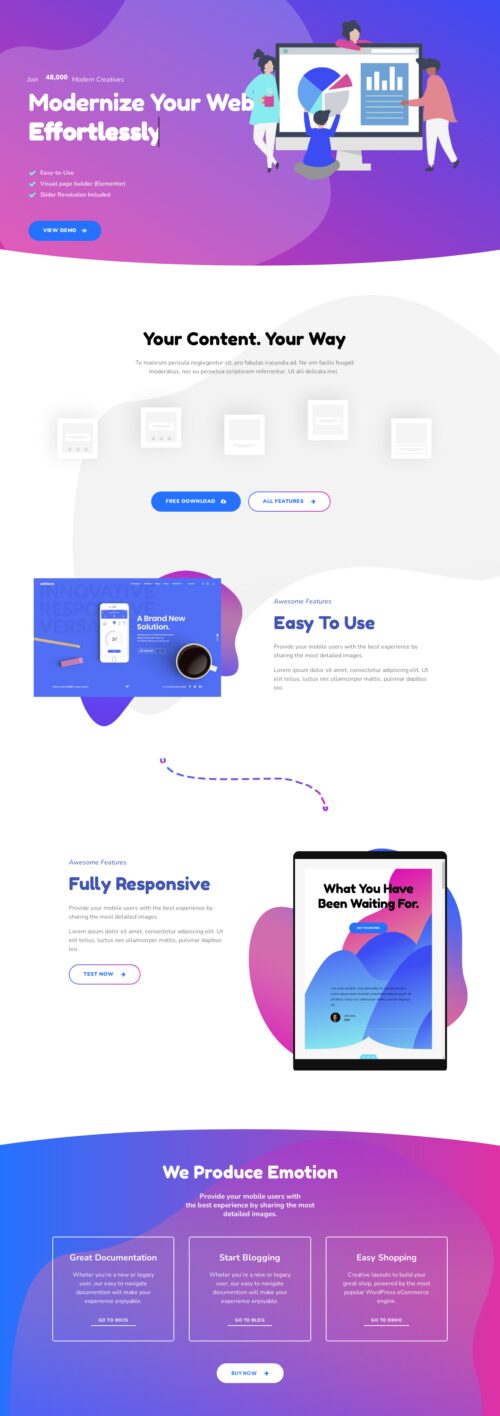 Join 48,000 Modern Creatives
Modernize Your Web
Effortlessly
Easy-to-Use
Visual page builder (Elementor)
Slider Revolution Included
VIEW DEMO
Your Content. Your Way
Te maiorum pericula neglegentur sit, pro fabulas iracundia ad. Ne vim facilis feugait
moderatius, nec eu perpetua scriptorem referrentur. Ut alii delicata mei.
FREE DOWNLOAD
ALL FEATURES
INNOVATIVE
RESPONSIVE
VERSA
A Brand New
Solution.
Awesome Features
Easy To Use
Provide your mobile users with the best experience by
sharing the most detailed images.
Lorem ipsum dolor sit amet, consectetur adipiscing elit. Ut
elit tellus, luctus nec ullamcorper mattis, pulvinar dapibus
leo.
Awesome Features
Fully Responsive
Provide your mobile users with the best experience by
sharing the most detailed images.
Lorem ipsum dolor sit amet, consectetur adipiscing elit. Ut
elit tellus, luctus nec ullamcorper mattis, pulvinar dapibus
leo.
TEST NOW
What You Have
Been Waiting For.
We Produce Emotion
Provide your mobile users with
the best experience by sharing the most
detailed images.
Great Documentation
Wheter you're a new or legacy
user, our easy to navigate
documention will make your
experience enjoyable.
GO TO DOCS
Start Blogging
Wheter you're a new or legacy
user, our easy to navigate
documention will make your
experience enjoyable.
GO TO BLOG
Easy Shopping
Creative layouts to build your
great shop, powered by the most
popular WordPress eCommerce
engine.
GO TO DEMO
BUY NOW